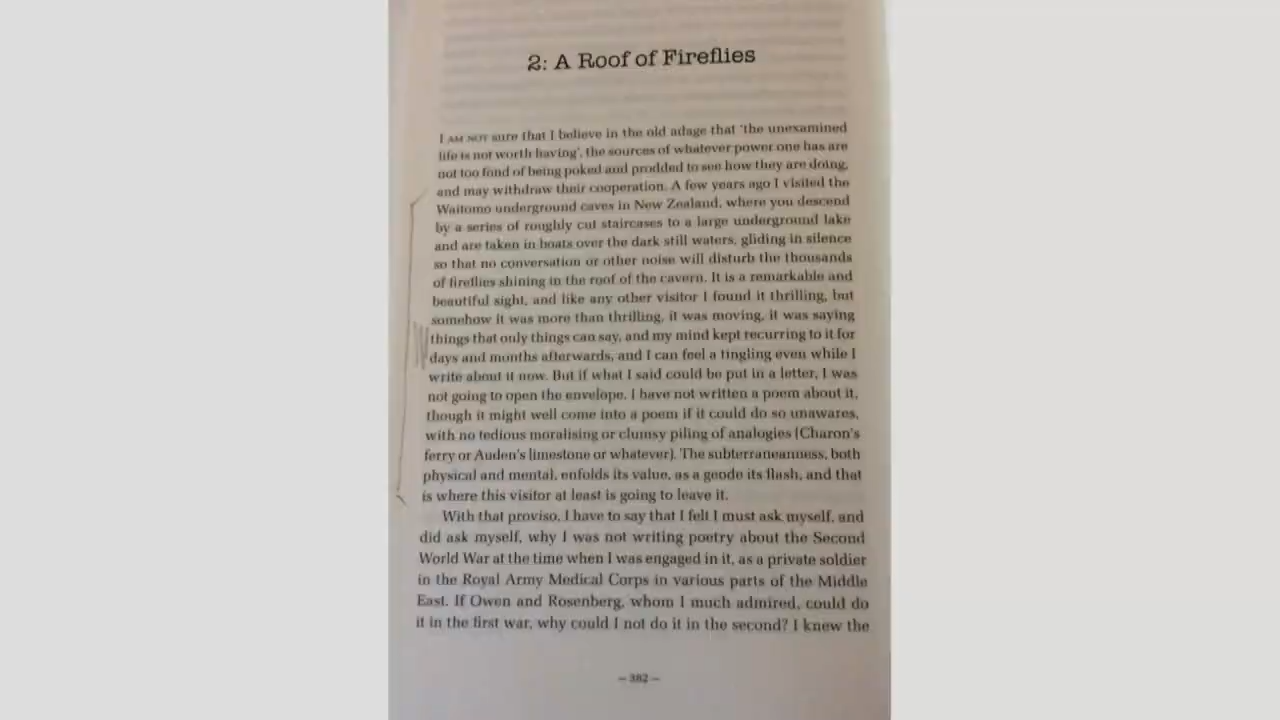 2: A Roof of Fireflies
I AM NOT sure that I believe in the old adage that 'the unexamined
life is not worth having', the sources of whatever power one has are
not too fond of being poked and prodded to see how they are doing,
and may withdraw their cooperation. A few years ago I visited the
Waitomo underground caves in New Zealand, where you descend
by a series of roughly cut staircases to a large underground lake
and are taken in boats over the dark still waters, gliding in silence
so that no conversation or other noise will disturb the thousands
of fireflies shining in the roof of the cavern. It is a remarkable and
beautiful sight, and like any other visitor I found it thrilling, but
somehow it was more than thrilling, it was moving, it was saying
things that only things can say, and my mind kept recurring to it for
days and months afterwards, and I can feel a tingling even while I
write about it now. But if what I said could be put in a letter, I was
not going to open the envelope. I have not written a poem about it,
though it might well come into a poem if it could do so unawares,
with no tedious moralising or clumsy piling of analogies (Charon's
ferry or Auden's limestone or whatever). The subterraneanness, both
physical and mental, enfolds its value, as a geode its flash, and that
is where this visitor at least is going to leave it.
With that proviso, I have to say that I felt I must ask myself, and
did ask myself, why I was not writing poetry about the Second
World War at the time when I was engaged in it, as a private soldier
in the Royal Army Medical Corps in various parts of the Middle
East. If Owen and Rosenberg, whom I much admired, could do
it in the first war, why could I not do it in the second? I knew the
– 382 –